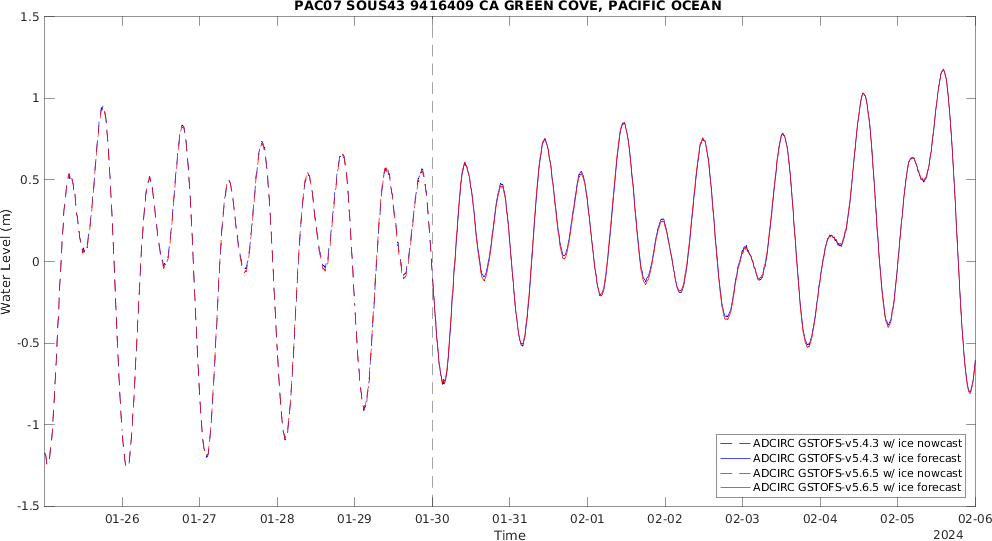 PAC07 SOUS43 9416409 CA GREEN COVE, PACIFIC OCEAN
Water Level (m)
1.5
1
0.5
0
-0.5
-1
-1.5
ADCIRC GSTOFS-v5.4.3 w/ ice nowcast
ADCIRC GSTOFS-v5.4.3 w/ ice forecast
ADCIRC GSTOFS-v5.6.5 w/ ice nowcast
ADCIRC GSTOFS-v5.6.5 w/ ice forecast
01-26 01-27 01-28 01-29 01-30 01-31 02-01 02-02 02-03 02-04 02-05 02-06
Time
2024